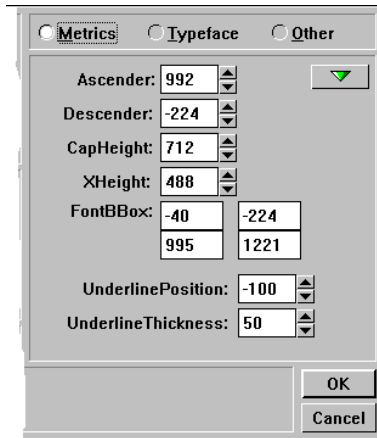 Metrics Typeface Other
Ascender: 992
Descender: -224
CapHeight: 712
XHeight: 488
FontBBox: -40 -224
995 1221
UnderlinePosition: -100
UnderlineThickness: 50
OK
Cancel